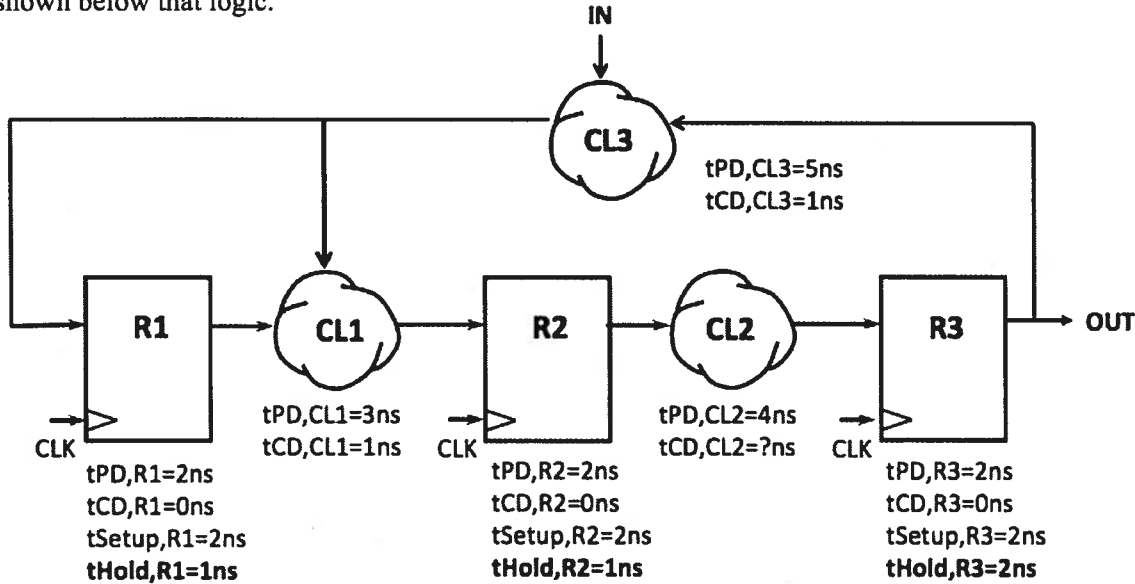 shown below that logic.
IN
CL3
tPD,CL3=5ns
tCD,CL3=1ns
R1
CL1
R2
CL2
R3
OUT
tPD,CL1=3ns
tCD,CL1=1ns
tPD,CL2=4ns
tCD,CL2=?ns
CLK
CLK
CLK
tPD,R1=2ns
tCD,R1=0ns
tSetup,R1=2ns
tHold,R1=1ns
tPD,R2=2ns
tCD,R2=0ns
tSetup,R2=2ns
tHold,R2=1ns
tPD,R3=2ns
tCD,R3=0ns
tSetup,R3=2ns
tHold,R3=2ns